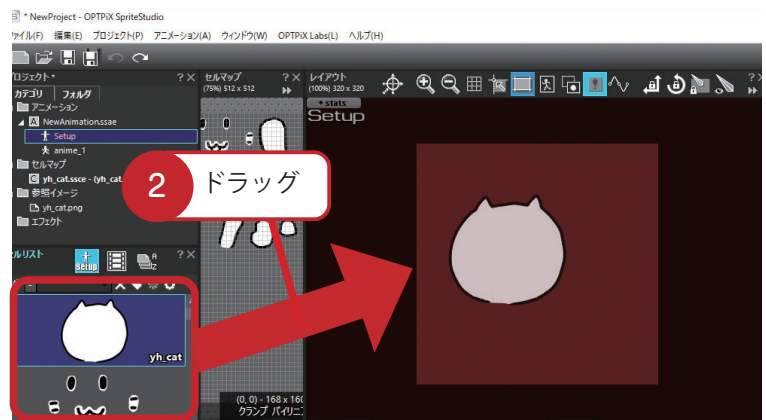 * NewProject - OPTPiX SpriteStudio
ファイル(F) 編集(E) プロジェクト(P) アニメーション(A) ウィンドウ(W) OPTPiX Labs(L) ヘルプ(H)
プロジェクト*
カテゴリ フォルダ
アニメーション
NewAnimation.ssae
Setup
anime_1
セルマップ
yh_cat.ssce - (yh_cat
参照イメージ
yh_cat.png
エフェクト
セルマップ
(75%) 512 x 512
レイアウト
(100%) 320 x 320
+ stats
Setup
2 ドラッグ
セルリスト
setup
A
Z
yh_cat
(0, 0) - 168 x 160
クランプ バイリニ